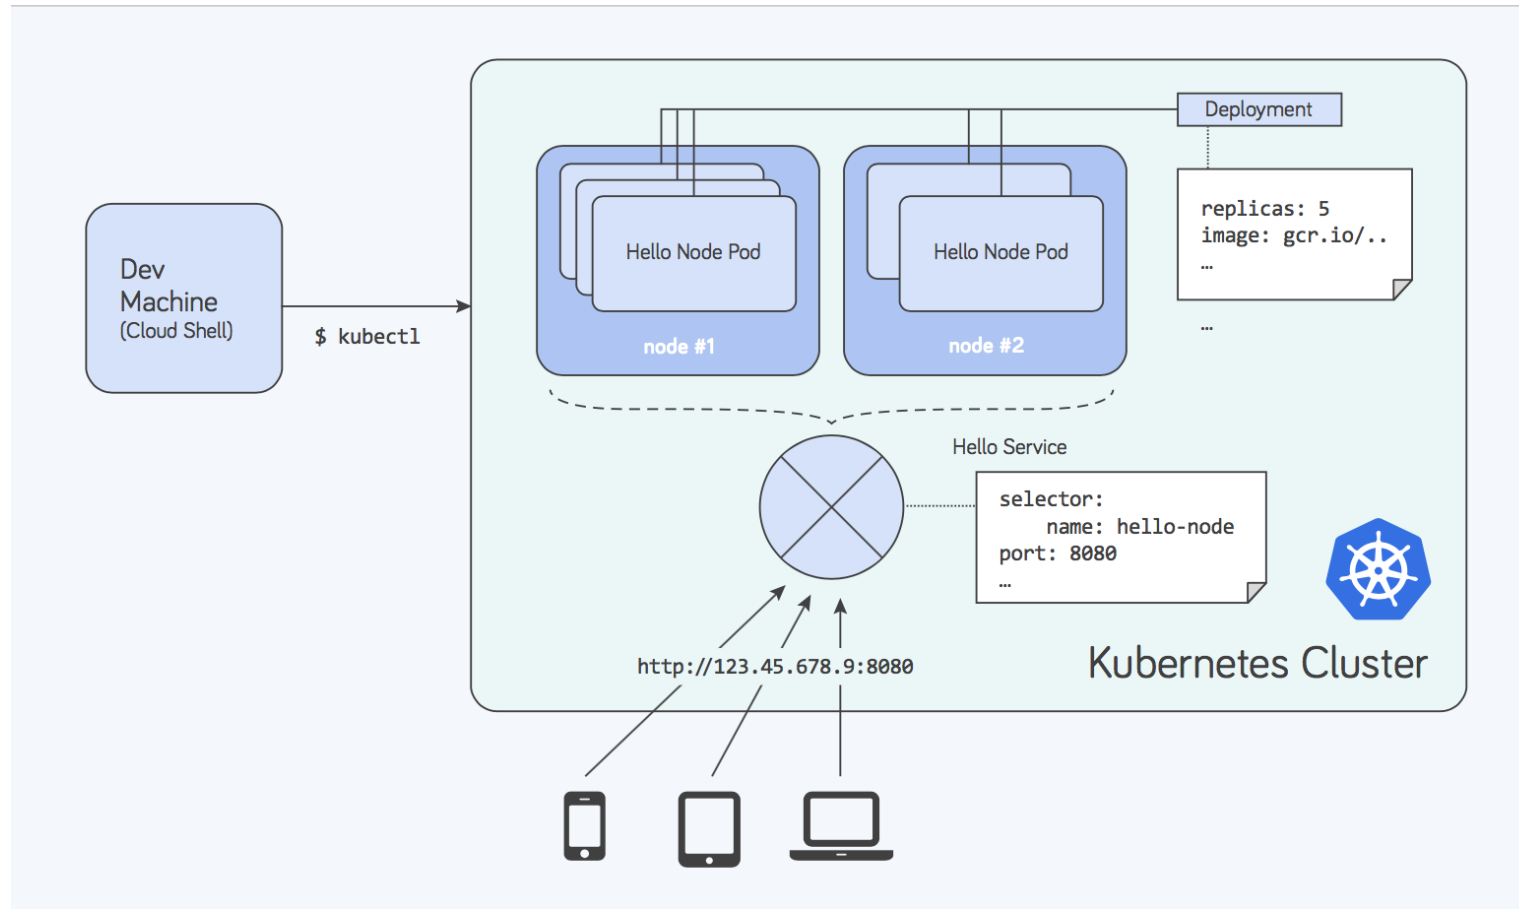 Deployment
replicas: 5
image: gcr.io/..
…
…
Hello Node Pod
node #1
Hello Node Pod
node #2
Dev
Machine
(Cloud Shell)
$ kubectl
Hello Service
selector:
name: hello-node
port: 8080
…
http://123.45.678.9:8080
Kubernetes Cluster